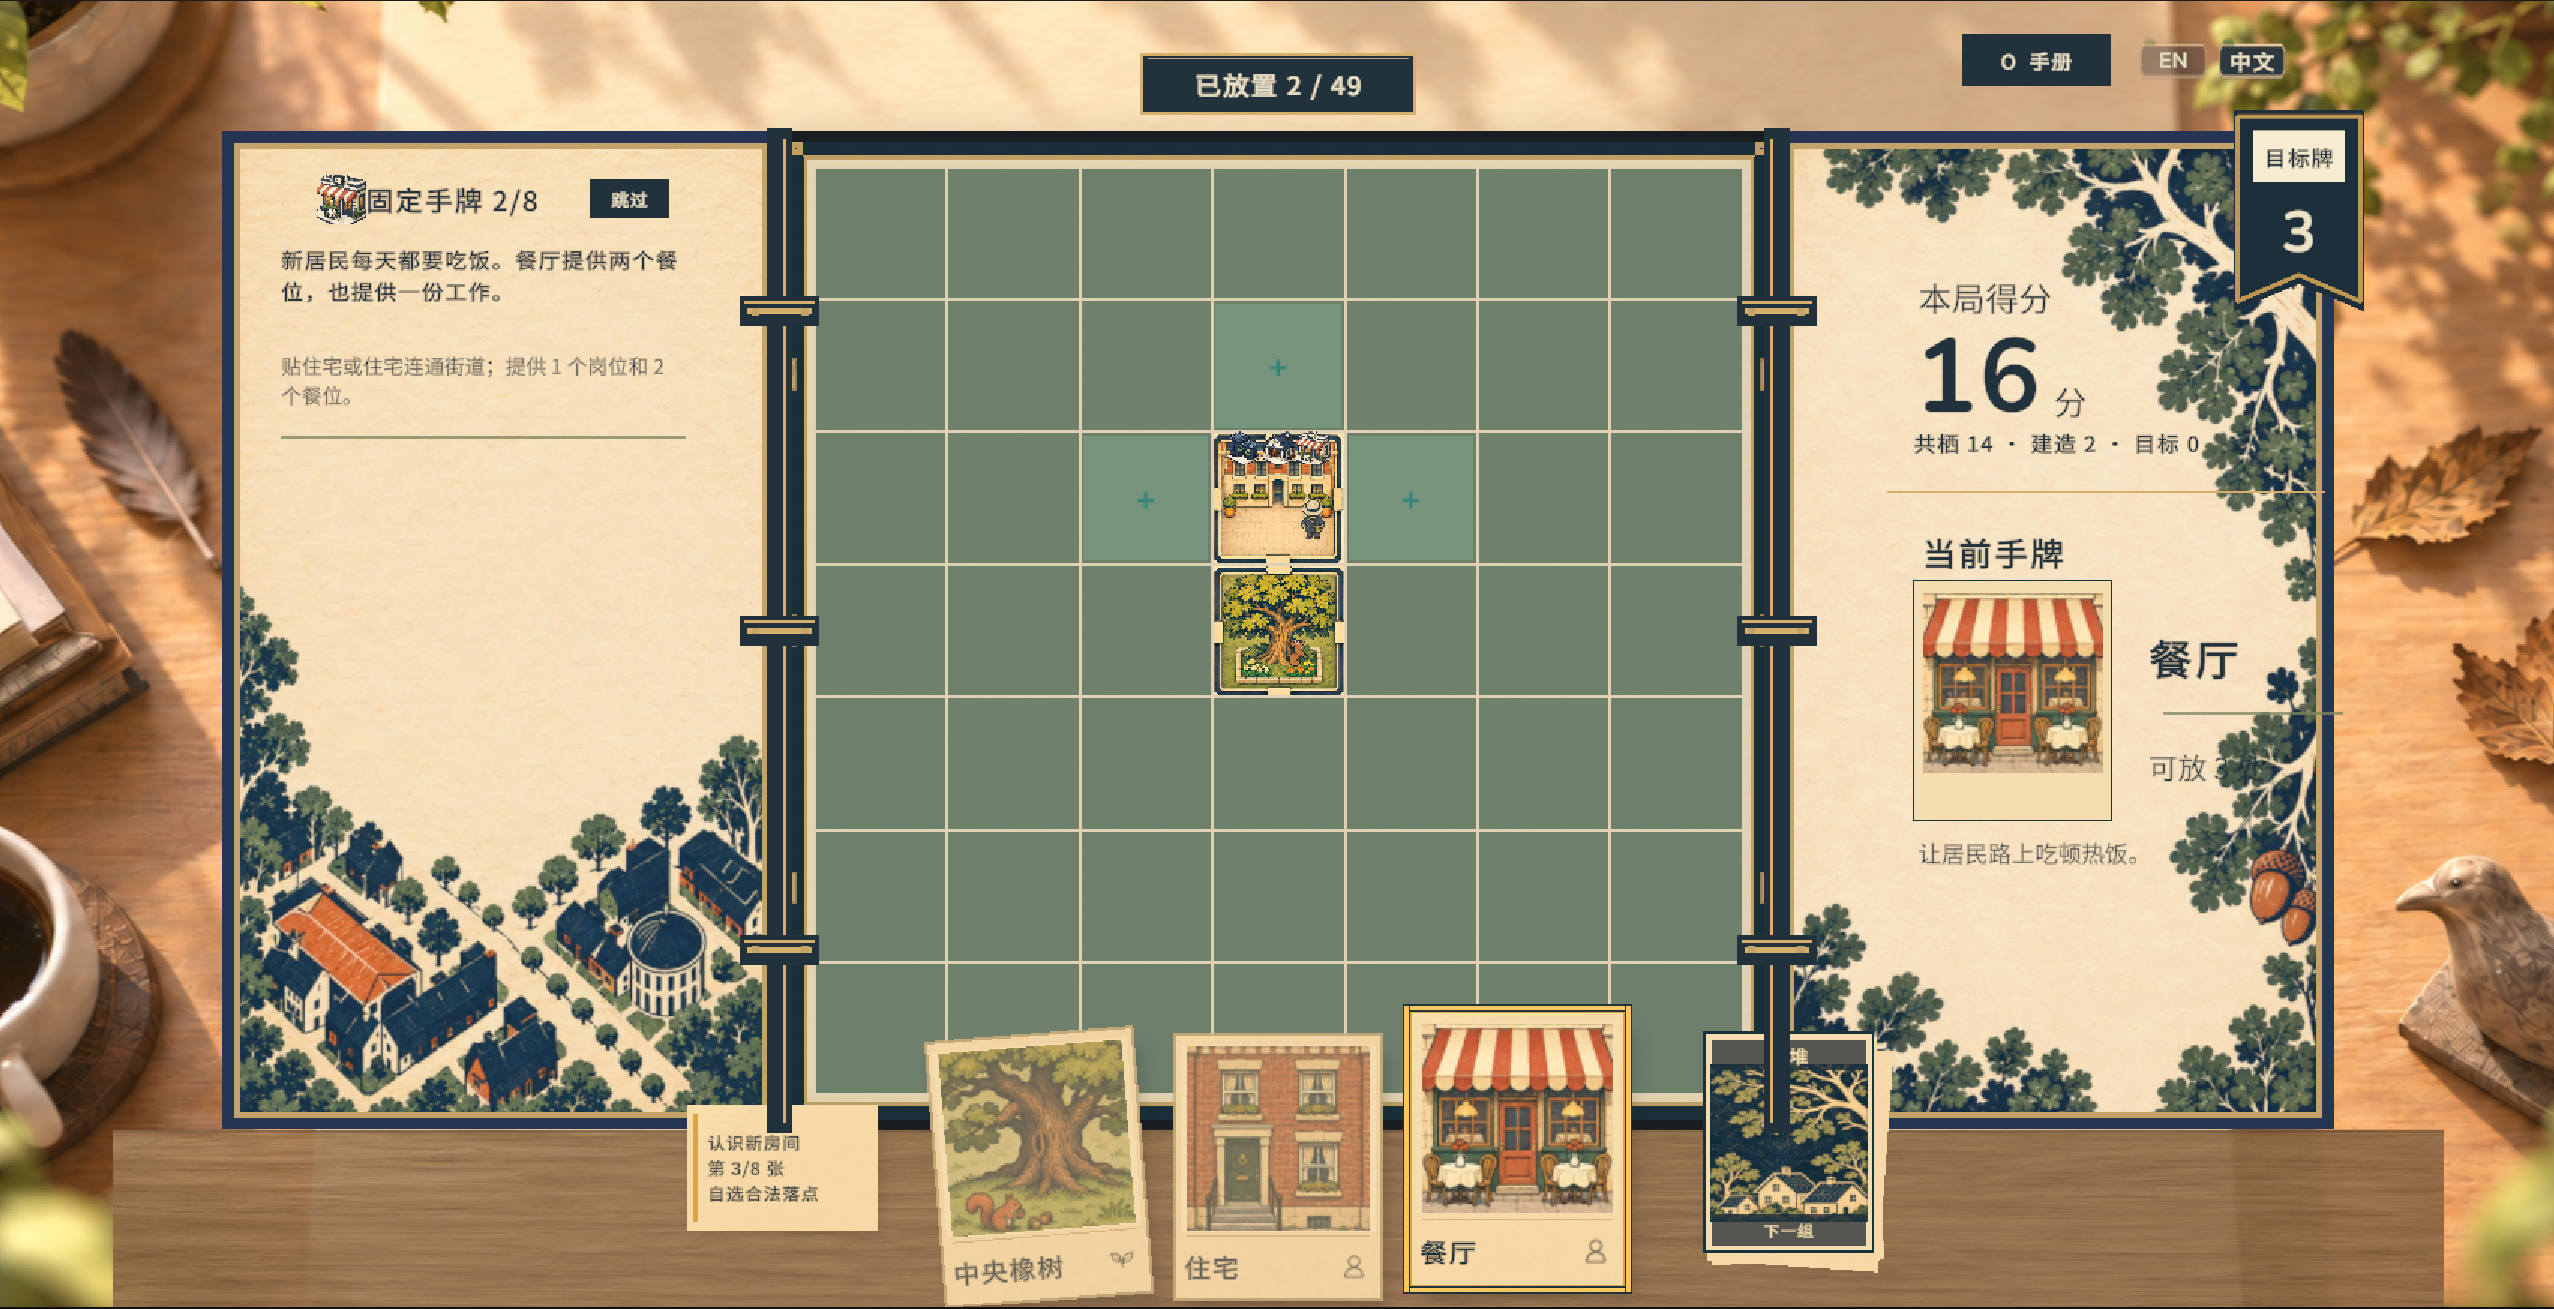 已放置 2 / 49
O 手册
EN
中文
固定手牌 2/8
跳过
新居民每天都要吃饭。餐厅提供两个餐
位，也提供一份工作。
贴住宅或住宅连通街道；提供 1 个岗位和 2
个餐位。
目标牌
3
本局得分
16 分
共栖 14 · 建造 2 · 目标 0
当前手牌
餐厅
可放 3
让居民路上吃顿热饭。
认识新房间
第 3/8 张
自选合法落点
中央橡树
住宅
餐厅
堆
下一组